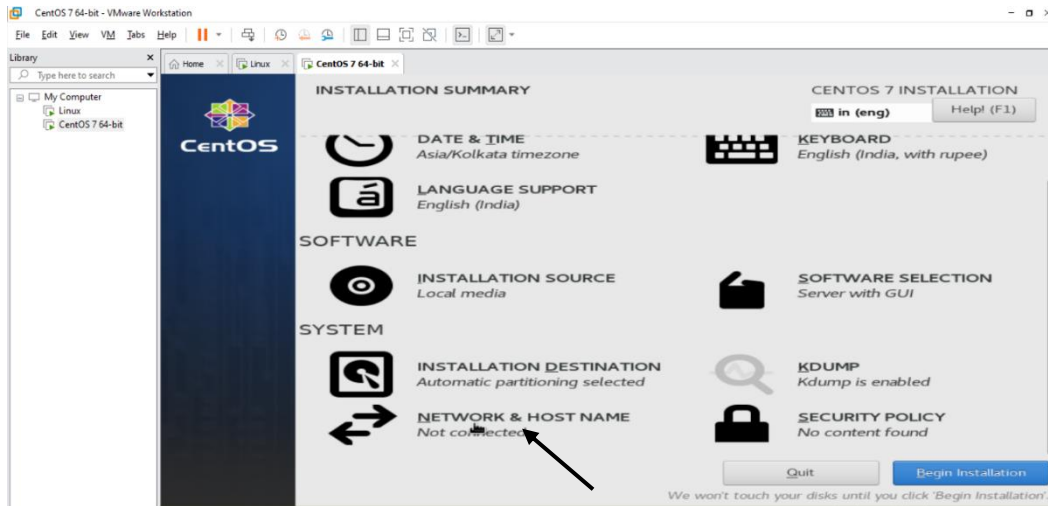 CentOS 7 64-bit - VMware Workstation
File Edit View VM Tabs Help
Library
Type here to search
My Computer
Linux
CentOS 7 64-bit
Home Linux CentOS 7 64-bit
CentOS
INSTALLATION SUMMARY
CENTOS 7 INSTALLATION
in (eng) Help! (F1)
DATE & TIME
Asia/Kolkata timezone
KEYBOARD
English (India, with rupee)
LANGUAGE SUPPORT
English (India)
SOFTWARE
INSTALLATION SOURCE
Local media
SOFTWARE SELECTION
Server with GUI
SYSTEM
INSTALLATION DESTINATION
Automatic partitioning selected
KDUMP
Kdump is enabled
NETWORK & HOST NAME
Not connected
SECURITY POLICY
No content found
Quit Begin Installation
We won't touch your disks until you click 'Begin Installation'.